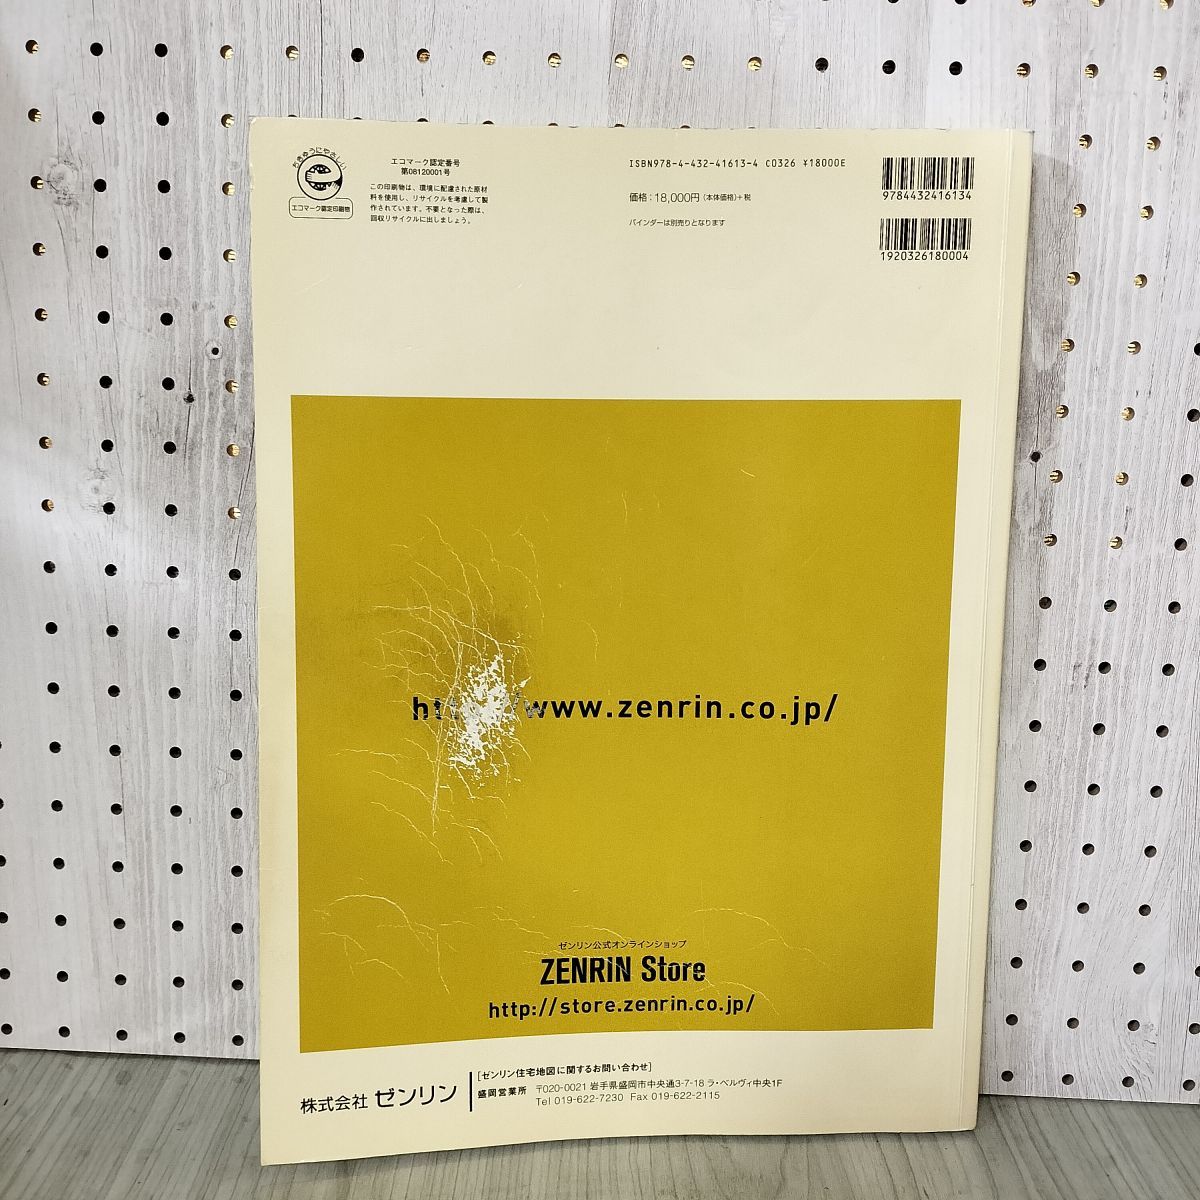 ちきゅうにやさしい
エコマーク認定印刷物
エコマーク認定番号
第08120001号
この印刷物は、環境に配慮された原材
料を使用し、リサイクルを考慮して製
作されています。不要となった際は、
回収リサイクルに出しましょう。
ISBN978-4-432-41613-4 C0326 ¥18000E
価格：18,000円（本体価格）+税
バインダーは別売りとなります
9784432416134
1920326180004
http://www.zenrin.co.jp/
ゼンリン公式オンラインショップ
ZENRIN Store
http://store.zenrin.co.jp/
株式会社 ゼンリン
[ゼンリン住宅地図に関するお問い合わせ]
盛岡営業所 〒020-0021 岩手県盛岡市中央通3-7-18 ラ・ベルヴィ中央1F
Tel 019-622-7230 Fax 019-622-2115